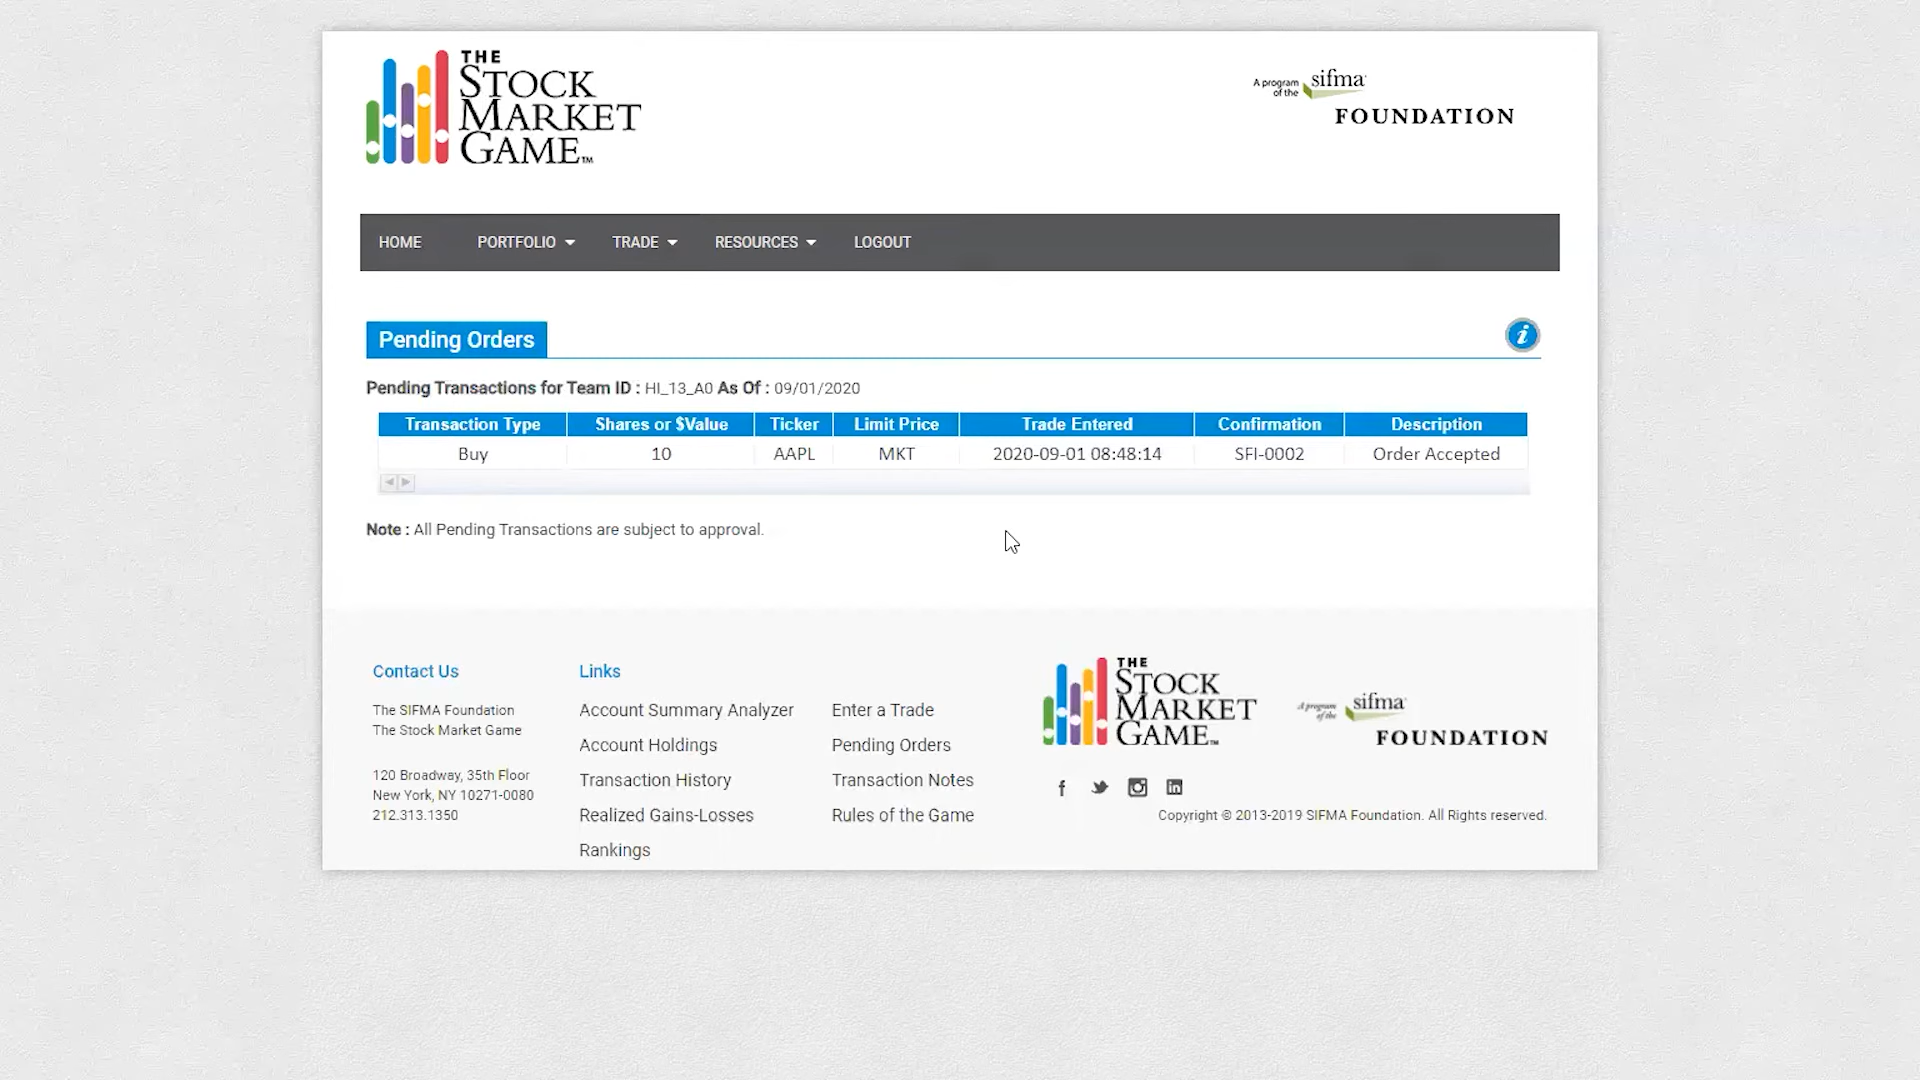 THE
STOCK
MARKET
GAME™
A program
of the
sifma
FOUNDATION
HOME PORTFOLIO TRADE RESOURCES LOGOUT
Pending Orders
i
Pending Transactions for Team ID : HI_13_A0 As Of : 09/01/2020
Transaction Type Shares or $Value Ticker Limit Price Trade Entered Confirmation Description
Buy 10 AAPL MKT 2020-09-01 08:48:14 SFI-0002 Order Accepted
Note : All Pending Transactions are subject to approval.
Contact Us
The SIFMA Foundation
The Stock Market Game
120 Broadway, 35th Floor
New York, NY 10271-0080
212.313.1350
Links
Account Summary Analyzer
Account Holdings
Transaction History
Realized Gains-Losses
Rankings
Enter a Trade
Pending Orders
Transaction Notes
Rules of the Game
THE
STOCK
MARKET
GAME™
A program
of the
sifma
FOUNDATION
Copyright © 2013-2019 SIFMA Foundation. All Rights reserved.